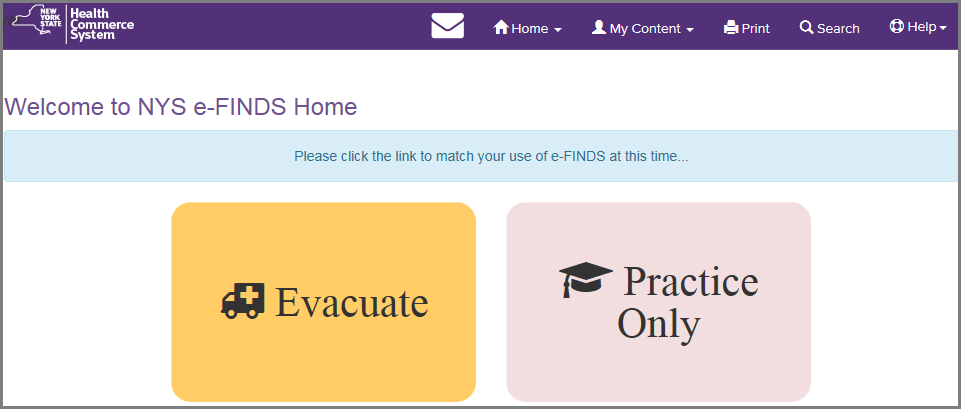 NEW YORK STATE
Health Commerce System
Home
My Content
Print
Search
Help
Welcome to NYS e-FINDS Home
Please click the link to match your use of e-FINDS at this time...
Evacuate
Practice
Only